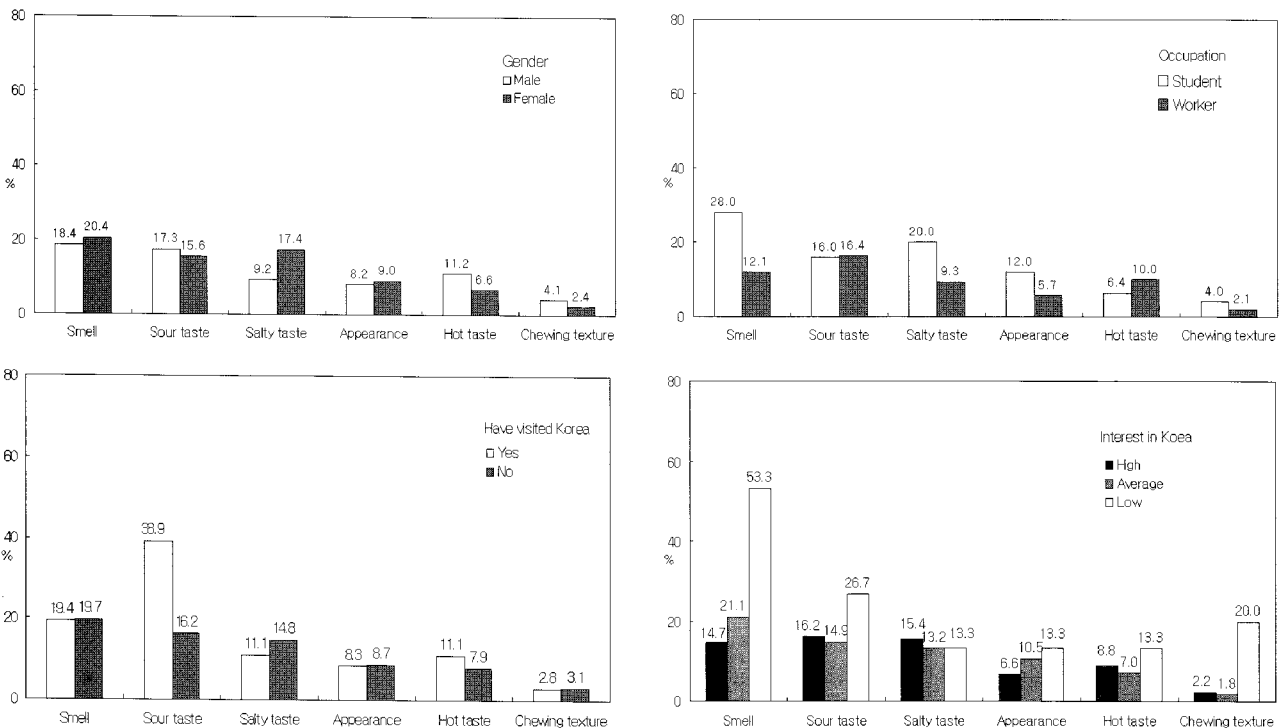 80
60
40
%
20
0
Gender
Male
Female
18.4 20.4
17.3 15.6
9.2 17.4
8.2 9.0
11.2 6.6
4.1 2.4
Smell Sour taste Salty taste Appearance Hot taste Chewing texture
80
60
40
%
20
0
Occupation
Student
Worker
28.0 12.1
16.0 16.4
20.0 9.3
12.0 5.7
6.4 10.0
4.0 2.1
Smell Sour taste Salty taste Appearance Hot taste Chewing texture
80
60
40
%
20
0
Have visited Korea
Yes
No
19.4 19.7
38.9 16.2
11.1 14.8
8.3 8.7
11.1 7.9
2.8 3.1
Smell Sour taste Salty taste Appearance Hot taste Chewing texture
80
60
40
%
20
0
Interest in Koea
Hgh
Average
Low
14.7 21.1 53.3
16.2 14.9 26.7
15.4 13.2 13.3
6.6 10.5 13.3
8.8 7.0 13.3
2.2 1.8 20.0
Smell Sour taste Salty taste Appearance Hot taste Chewing texture